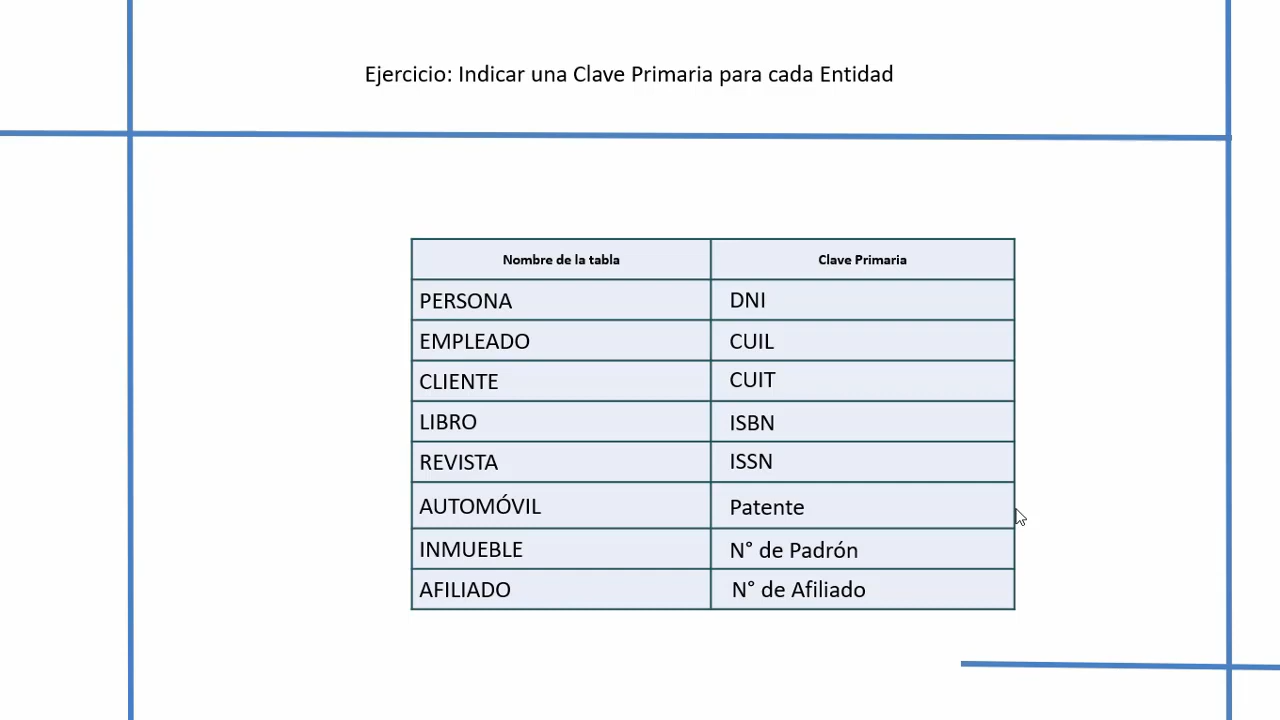 Ejercicio: Indicar una Clave Primaria para cada Entidad
Nombre de la tabla Clave Primaria
PERSONA DNI
EMPLEADO CUIL
CLIENTE CUIT
LIBRO ISBN
REVISTA ISSN
AUTOMÓVIL Patente
INMUEBLE N° de Padrón
AFILIADO N° de Afiliado